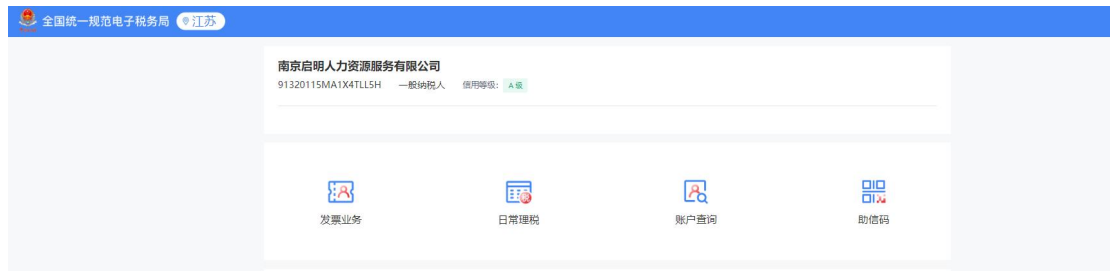 全国统一规范电子税务局 江苏
南京启明人力资源服务有限公司
91320115MA1X4TLL5H 一般纳税人 信用等级: A级
发票业务 日常理税 账户查询 助信码